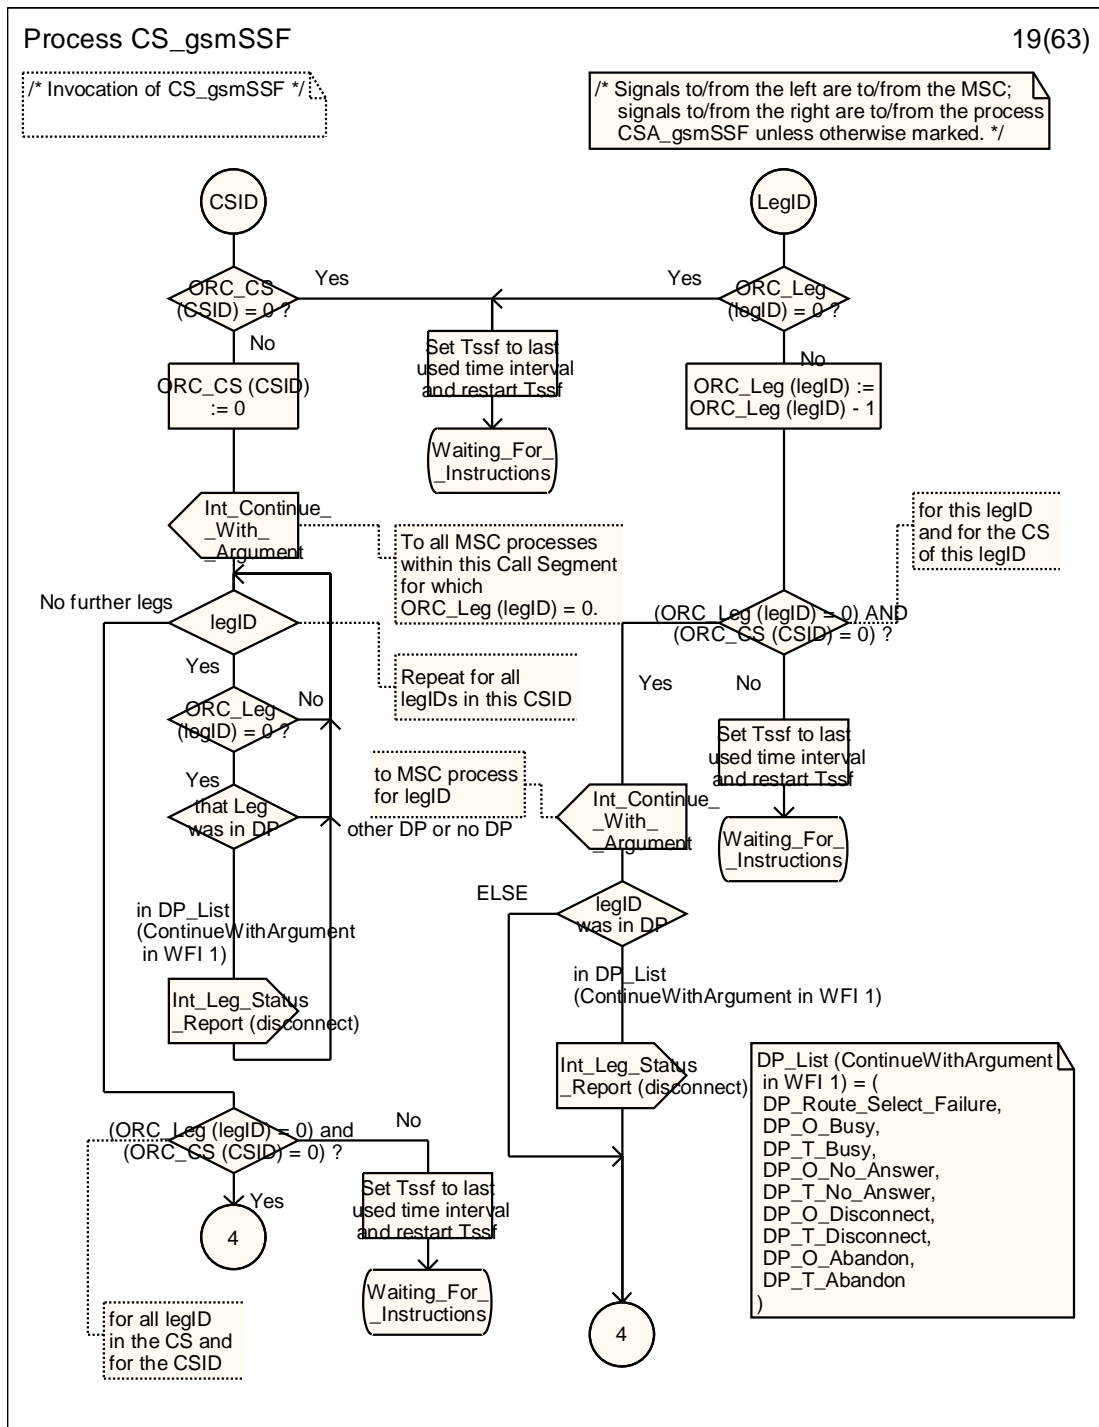 Process CS_gsmSSF
19(63)
/* Invocation of CS_gsmSSF */
/* Signals to/from the left are to/from the MSC;
signals to/from the right are to/from the process
CSA_gsmSSF unless otherwise marked. */
CSID
LegID
ORC_CS
(CSID) = 0 ?
Yes
Yes
ORC_Leg
(legID) = 0 ?
No
Set Tssf to last
used time interval
and restart Tssf
No
ORC_CS (CSID)
:= 0
ORC_Leg (legID) :=
ORC_Leg (legID) - 1
Waiting_For_
_Instructions
Int_Continue_
_With_
_Argument
To all MSC processes
within this Call Segment
for which
ORC_Leg (legID) = 0.
for this legID
and for the CS
of this legID
No further legs
legID
(ORC_Leg (legID) = 0) AND
(ORC_CS (CSID) = 0) ?
Yes
Repeat for all
legIDs in this CSID
Yes
No
ORC_Leg
(legID) = 0 ?
No
Set Tssf to last
used time interval
and restart Tssf
Yes
to MSC process
for legID
that Leg
was in DP
other DP or no DP
Int_Continue_
_With_
_Argument
Waiting_For_
_Instructions
ELSE
legID
was in DP
in DP_List
(ContinueWithArgument
in WFI 1)
in DP_List
(ContinueWithArgument in WFI 1)
Int_Leg_Status
_Report (disconnect)
Int_Leg_Status
_Report (disconnect)
DP_List (ContinueWithArgument
in WFI 1) = (
DP_Route_Select_Failure,
DP_O_Busy,
DP_T_Busy,
DP_O_No_Answer,
DP_T_No_Answer,
DP_O_Disconnect,
DP_T_Disconnect,
DP_O_Abandon,
DP_T_Abandon
)
(ORC_Leg (legID) = 0) and
(ORC_CS (CSID) = 0) ?
No
Yes
Set Tssf to last
used time interval
and restart Tssf
4
Waiting_For_
_Instructions
for all legID
in the CS and
for the CSID
4